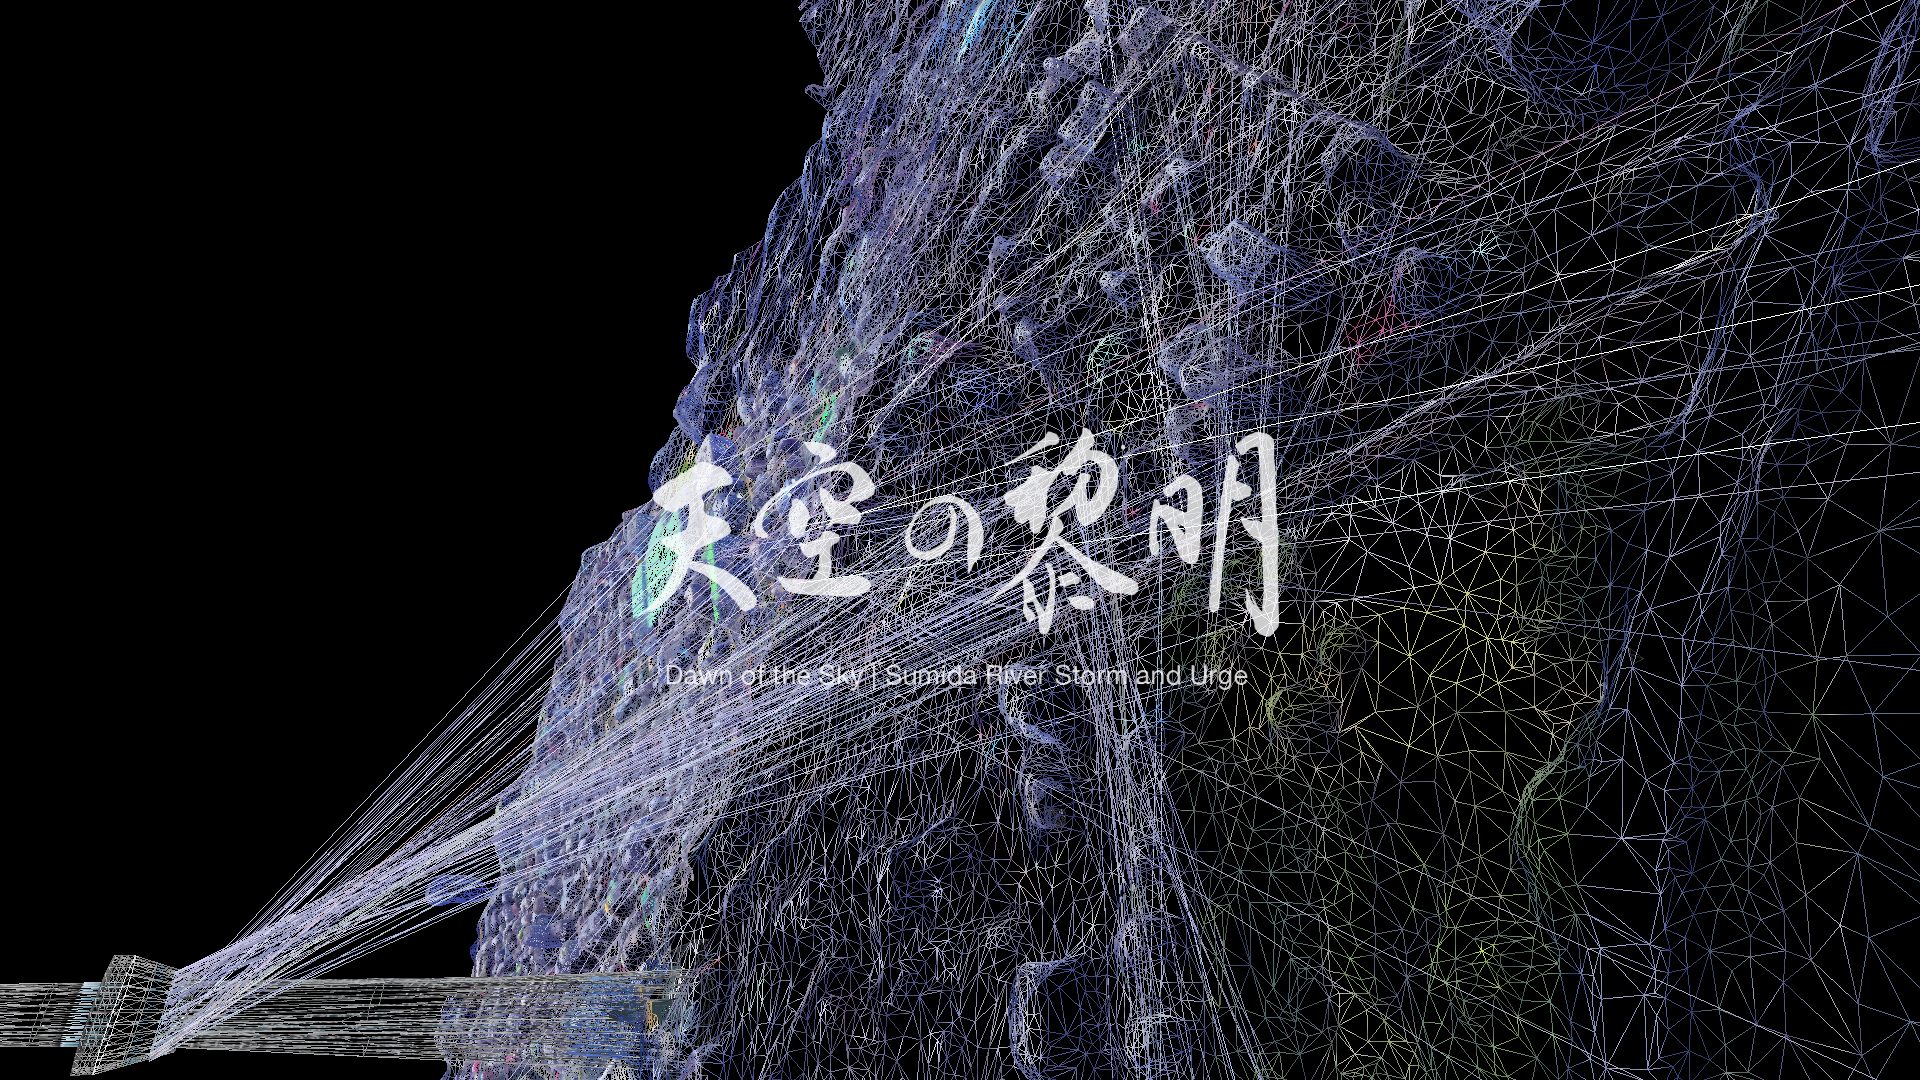 天空の黎明
Dawn of the Sky | Sumida River Storm and Urge